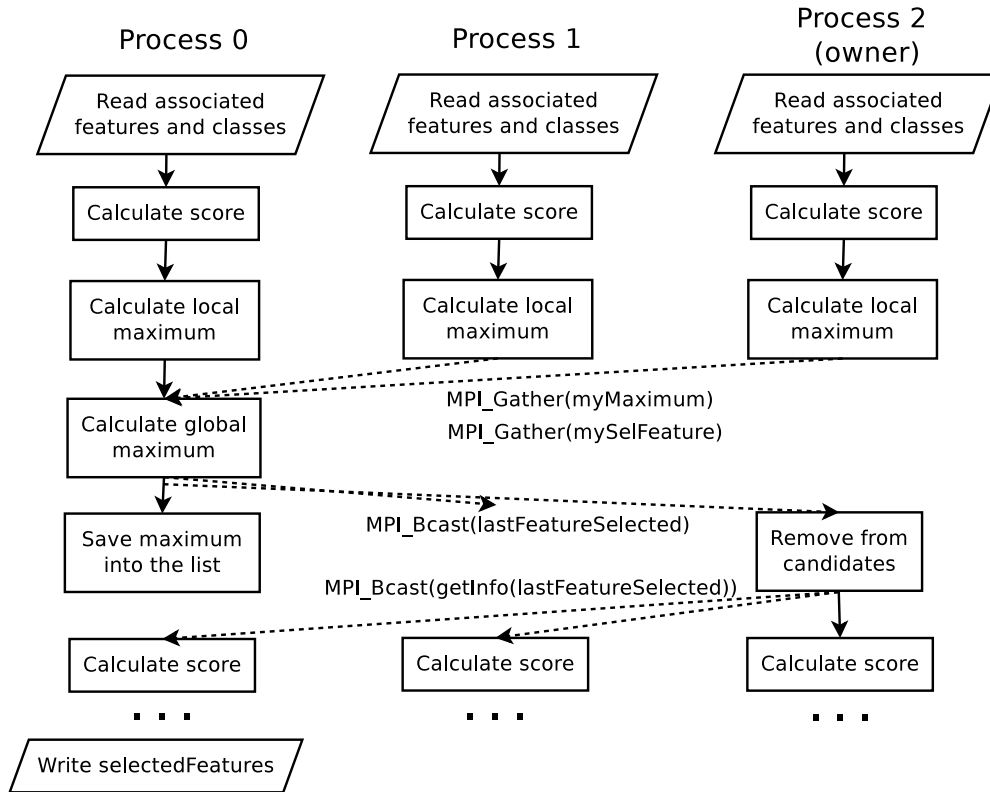 Process 0
Process 1
Process 2
(owner)
Read associated
features and classes
Read associated
features and classes
Read associated
features and classes
Calculate score
Calculate score
Calculate score
Calculate local
maximum
Calculate local
maximum
Calculate local
maximum
MPI_Gather(myMaximum)
MPI_Gather(mySelFeature)
Calculate global
maximum
MPI_Bcast(lastFeatureSelected)
Save maximum
into the list
Remove from
candidates
MPI_Bcast(getInfo(lastFeatureSelected))
Calculate score
Calculate score
Calculate score
. . .
. . .
. . .
Write selectedFeatures